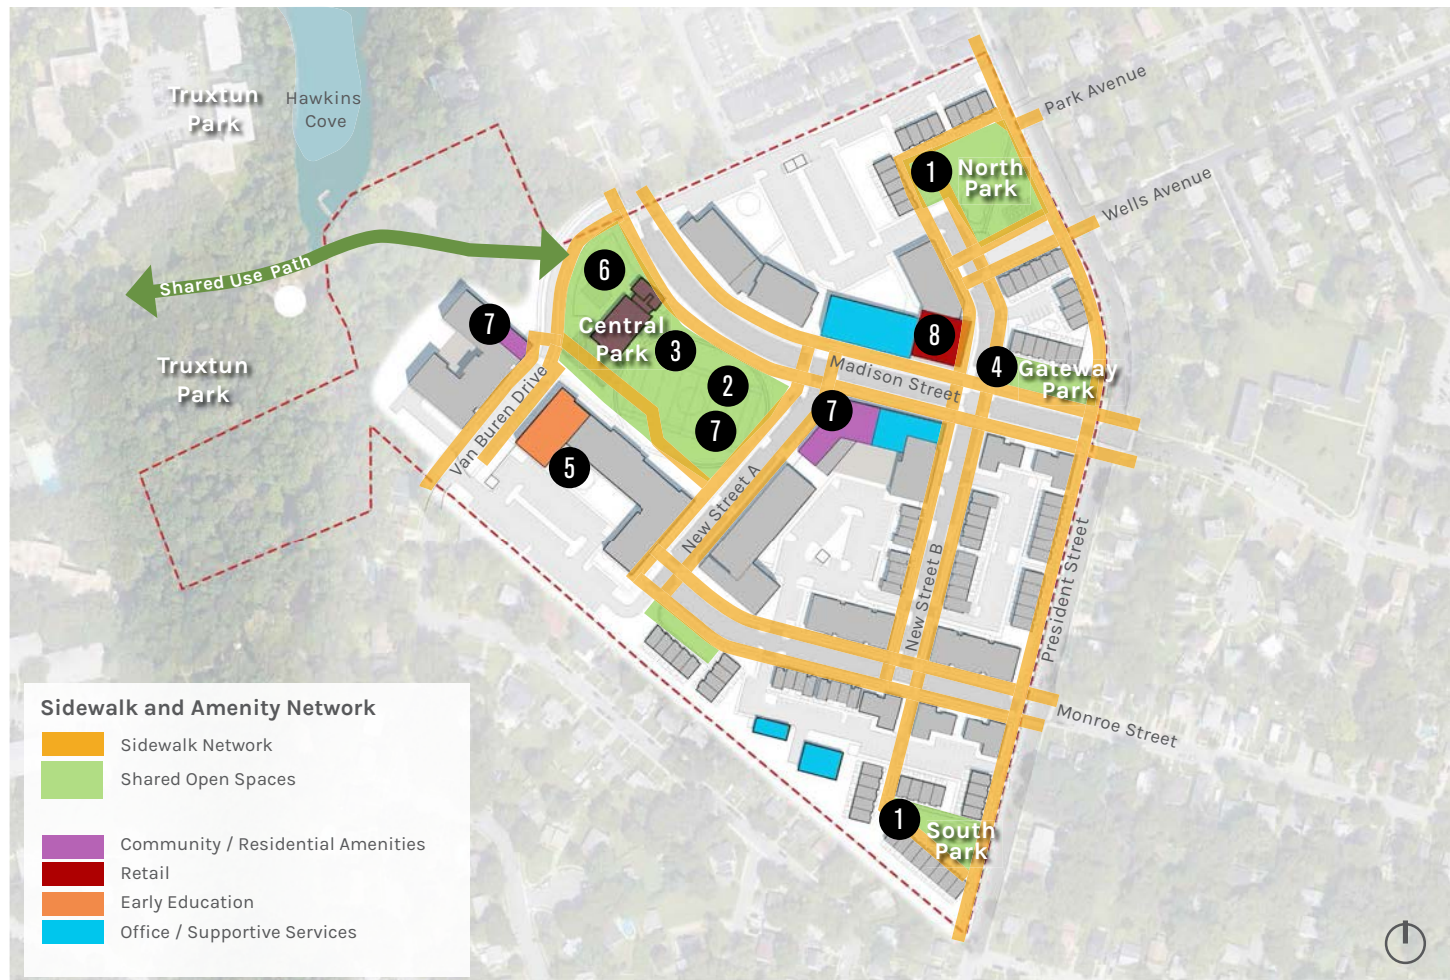 Truxtun
Park
Hawkins
Cove
Park Avenue
1
North
Park
Wells Avenue
Shared Use Path
6
7
Central
Park
3
8
2
4
Gateway
Park
Madison Street
Truxtun
Park
7
7
Van Buren Drive
5
New Street A
New Street B
President Street
Monroe Street
1
South
Park
Sidewalk and Amenity Network
Sidewalk Network
Shared Open Spaces
Community / Residential Amenities
Retail
Early Education
Office / Supportive Services